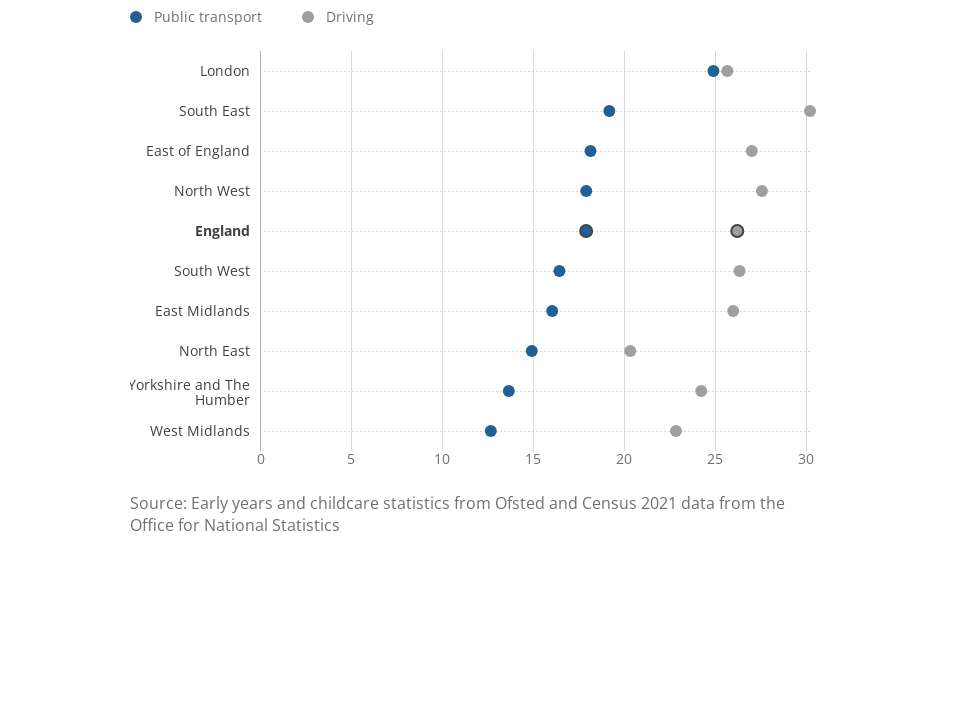 Public transport Driving
London
South East
East of England
North West
England
South West
East Midlands
North East
Yorkshire and The
Humber
West Midlands
0 5 10 15 20 25 30
Source: Early years and childcare statistics from Ofsted and Census 2021 data from the
Office for National Statistics